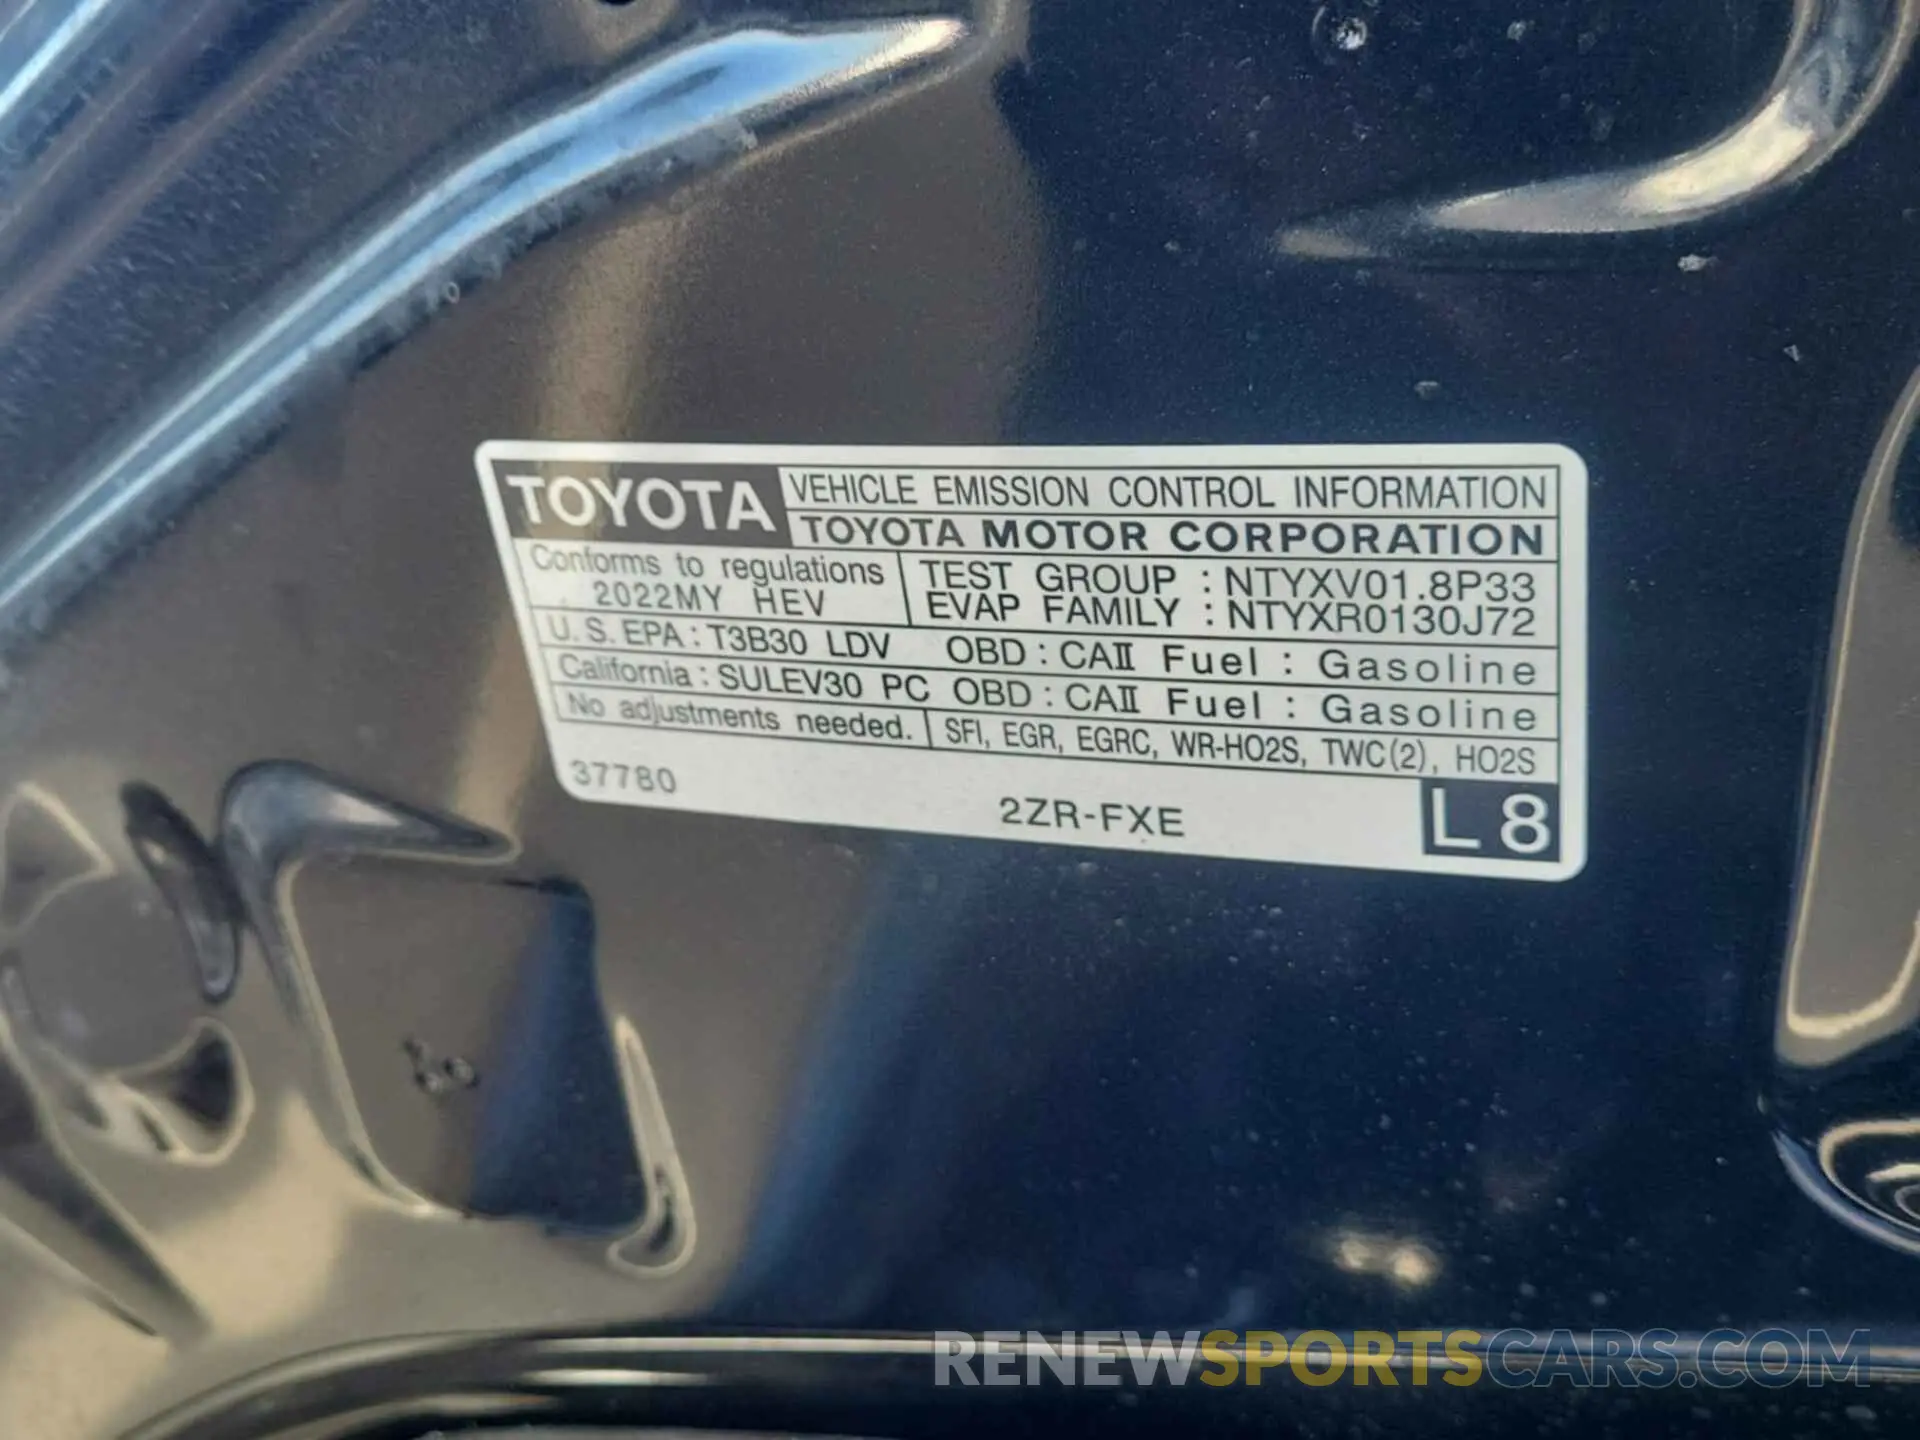 TOYOTA VEHICLE EMISSION CONTROL INFORMATION
TOYOTA MOTOR CORPORATION
Conforms to regulations TEST GROUP : NTYXV01.8P33
2022MY HEV EVAP FAMILY : NTYXR0130J72
U.S.EPA : T3B30 LDV OBD : CAⅡ Fuel : Gasoline
California : SULEV30 PC OBD : CAⅡ Fuel : Gasoline
No adjustments needed. SFI, EGR, EGRC, WR-HO2S, TWC(2), HO2S
37780 2ZR-FXE L 8
RENEWSPORTSCARS.COM